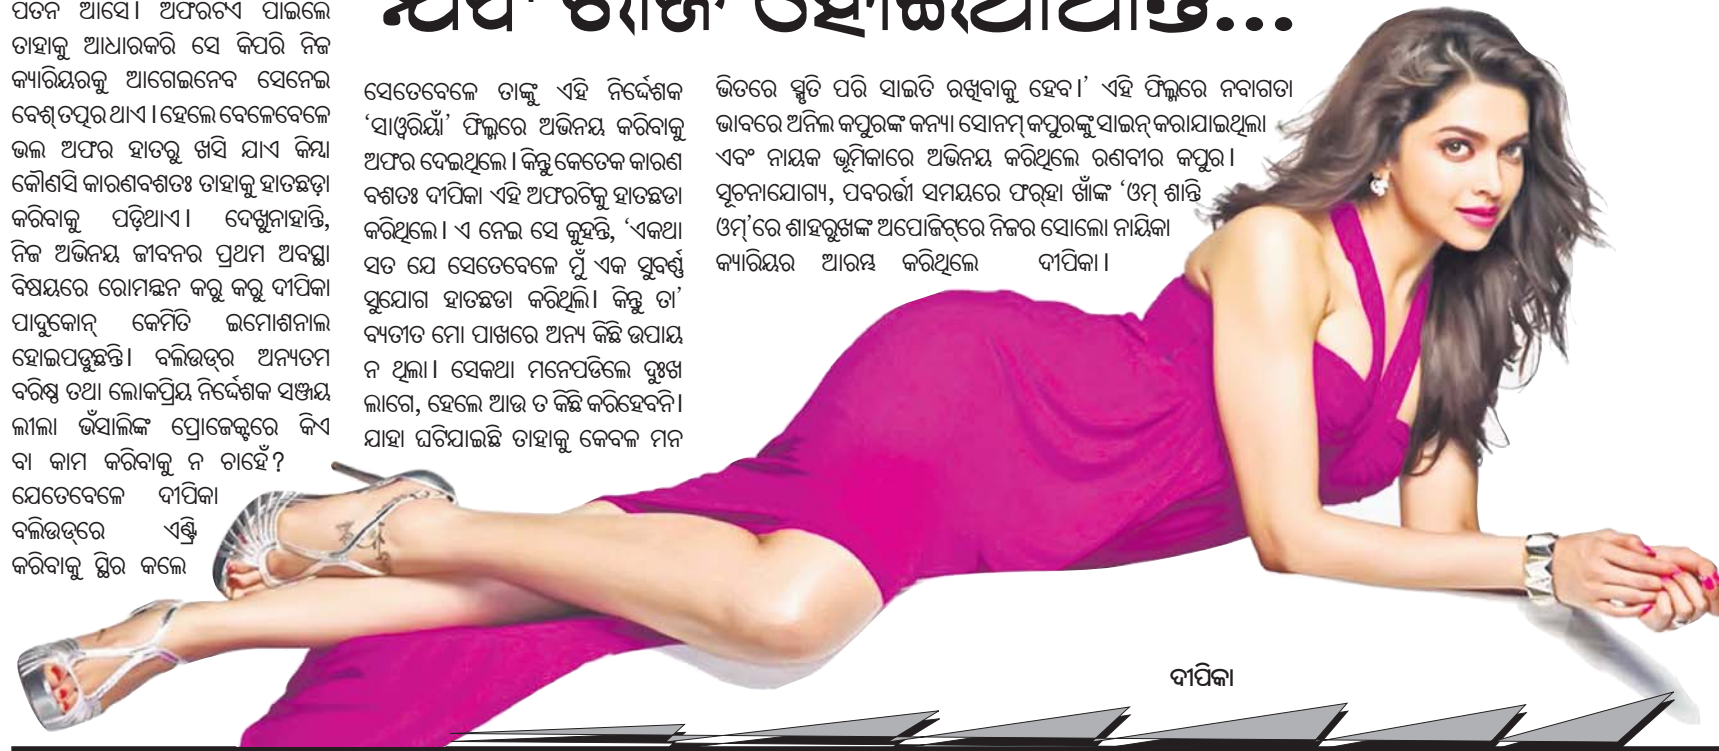 ପତନ ଆସେ। ଅଫରଟିଏ ପାଇଲେ
ତାହାକୁ ଆଧାରକରି ସେ କିପରି ନିଜ
କ୍ୟାରିୟରକୁ ଆଗେଇନେବ ସେନେଇ
ବେଶ୍ ତତ୍ପର ଥାଏ। ହେଲେ ବେଳେବେଳେ
ଭଲ ଅଫର ହାତରୁ ଖସି ଯାଏ କିମ୍ବା
କୌଣସି କାରଣବଶତଃ ତାହାକୁ ହାତଛଡ଼ା
କରିବାକୁ ପଡ଼ିଥାଏ। ଦେଖୁନାହାନ୍ତି,
ନିଜ ଅଭିନୟ ଜୀବନର ପ୍ରଥମ ଅବସ୍ଥା
ବିଷୟରେ ରୋମନ୍ଥନ କରୁ କରୁ ଦୀପିକା
ପାଦୁକୋନ୍ କେମିତି ଇମୋଶନାଲ
ହୋଇପଡୁଛନ୍ତି। ବଲିଉଡ୍‌ର ଅନ୍ୟତମ
ବରିଷ୍ଠ ତଥା ଲୋକପ୍ରିୟ ନିର୍ଦ୍ଦେଶକ ସଞ୍ଜୟ
ଲୀଲା ଭଁସାଲିଙ୍କ ପ୍ରୋଜେକ୍ଟରେ କିଏ
ବା କାମ କରିବାକୁ ନ ଚାହେଁ?
ଯେତେବେଳେ ଦୀପିକା
ବଲିଉଡ୍‌ରେ ଏଣ୍ଟ୍ରି
କରିବାକୁ ସ୍ଥିର କଲେ
ସେତେବେଳେ ତାଙ୍କୁ ଏହି ନିର୍ଦ୍ଦେଶକ
‘ସାୱରିୟାଁ’ ଫିଲ୍ମରେ ଅଭିନୟ କରିବାକୁ
ଅଫର ଦେଇଥିଲେ। କିନ୍ତୁ କେତେକ କାରଣ
ବଶତଃ ଦୀପିକା ଏହି ଅଫରଟିକୁ ହାତଛଡା
କରିଥିଲେ। ଏ ନେଇ ସେ କୁହନ୍ତି, ‘ଏକଥା
ସତ ଯେ ସେତେବେଳେ ମୁଁ ଏକ ସୁବର୍ଣ୍ଣ
ସୁଯୋଗ ହାତଛଡା କରିଥିଲି। କିନ୍ତୁ ତା’
ବ୍ୟତୀତ ମୋ ପାଖରେ ଅନ୍ୟ କିଛି ଉପାୟ
ନ ଥିଲା। ସେକଥା ମନେପଡିଲେ ଦୁଃଖ
ଲାଗେ, ହେଲେ ଆଉ ତ କିଛି କରିହେବନି।
ଯାହା ଘଟିଯାଇଛି ତାହାକୁ କେବଳ ମନ
ଭିତରେ ସ୍ମୃତି ପରି ସାଇତି ରଖିବାକୁ ହେବ।’ ଏହି ଫିଲ୍ମରେ ନବାଗତା
ଭାବରେ ଅନିଲ କପୁରଙ୍କ କନ୍ୟା ସୋନମ୍ କପୁରଙ୍କୁ ସାଇନ୍ କରାଯାଇଥିଲା
ଏବଂ ନାୟକ ଭୂମିକାରେ ଅଭିନୟ କରିଥିଲେ ରଣବୀର କପୁର।
ସୂଚନାଯୋଗ୍ୟ, ପବରର୍ତ୍ତୀ ସମୟରେ ଫର୍‌ହା ଖାଁଙ୍କ ‘ଓମ୍ ଶାନ୍ତି
ଓମ୍’ରେ ଶାହରୁଖଙ୍କ ଅପୋଜିଟ୍‌ରେ ନିଜର ସୋଲୋ ନାୟିକା
କ୍ୟାରିୟର ଆରମ୍ଭ କରିଥିଲେ ଦୀପିକା।
ଦୀପିକା